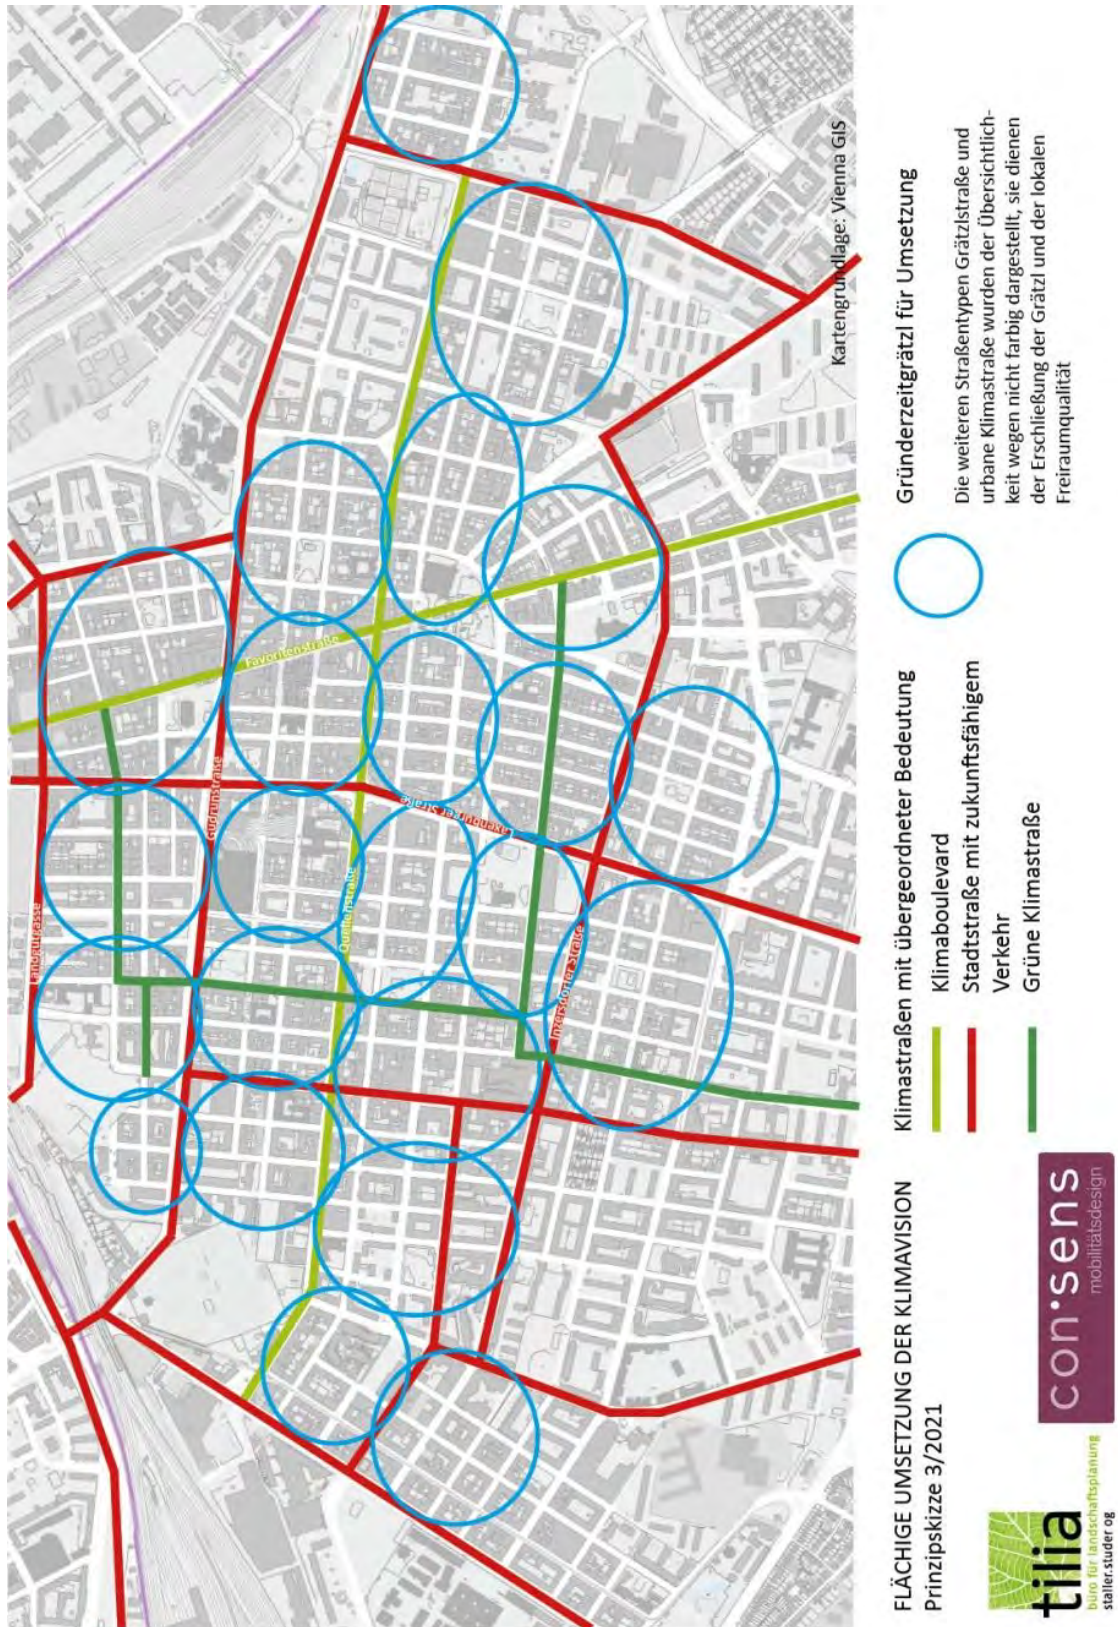 Landgutgasse
Gudrunstraße
Favoritenstraße
Quellenstraße
Laxenburger Straße
Inzersdorfer Straße
Kartengrundlage: Vienna GIS
FLÄCHIGE UMSETZUNG DER KLIMAVISION
Prinzipskizze 3/2021
tilia
büro für landschaftsplanung
staller.studer og
con•sens
mobilitätsdesign
Klimastraßen mit übergeordneter Bedeutung
Klimaboulevard
Stadtstraße mit zukunftsfähigem
Verkehr
Grüne Klimastraße
Gründerzeitgrätzl für Umsetzung
Die weiteren Straßentypen Grätzlstraße und
urbane Klimastraße wurden der Übersichtlich-
keit wegen nicht farbig dargestellt, sie dienen
der Erschließung der Grätzl und der lokalen
Freiraumqualität